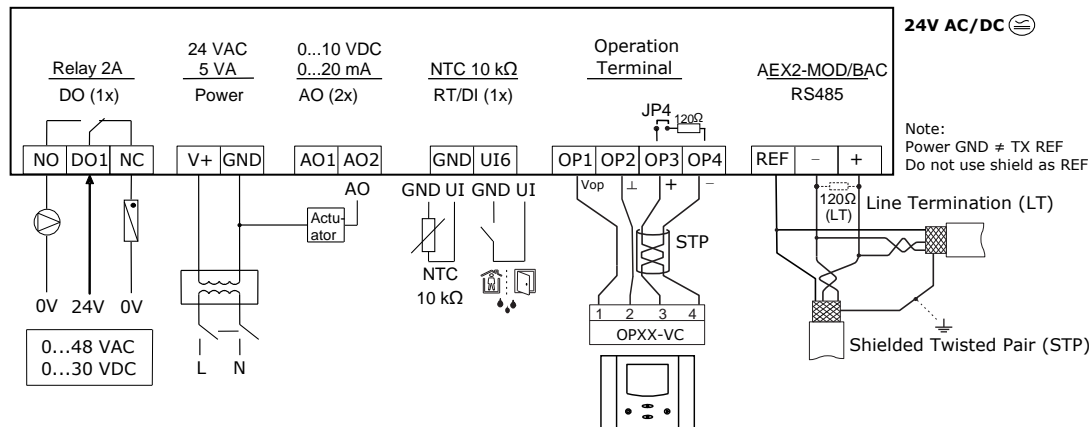 24V AC/DC
Relay 2A
DO (1x)
24 VAC
5 VA
Power
0...10 VDC
0...20 mA
AO (2x)
NTC 10 kΩ
RT/DI (1x)
Operation
Terminal
JP4
120Ω
AEX2-MOD/BAC
RS485
Note:
Power GND ≠ TX REF
Do not use shield as REF
NO DO1 NC
V+ GND
AO1 AO2
GND UI6
OP1 OP2 OP3 OP4
REF – +
AO
GND UI GND UI
Vop ⊥ + –
120Ω
(LT)
Line Termination (LT)
Actu-
ator
STP
NTC
10 kΩ
0V 24V 0V
1 2 3 4
OPXX-VC
0...48 VAC
0...30 VDC
L N
Shielded Twisted Pair (STP)